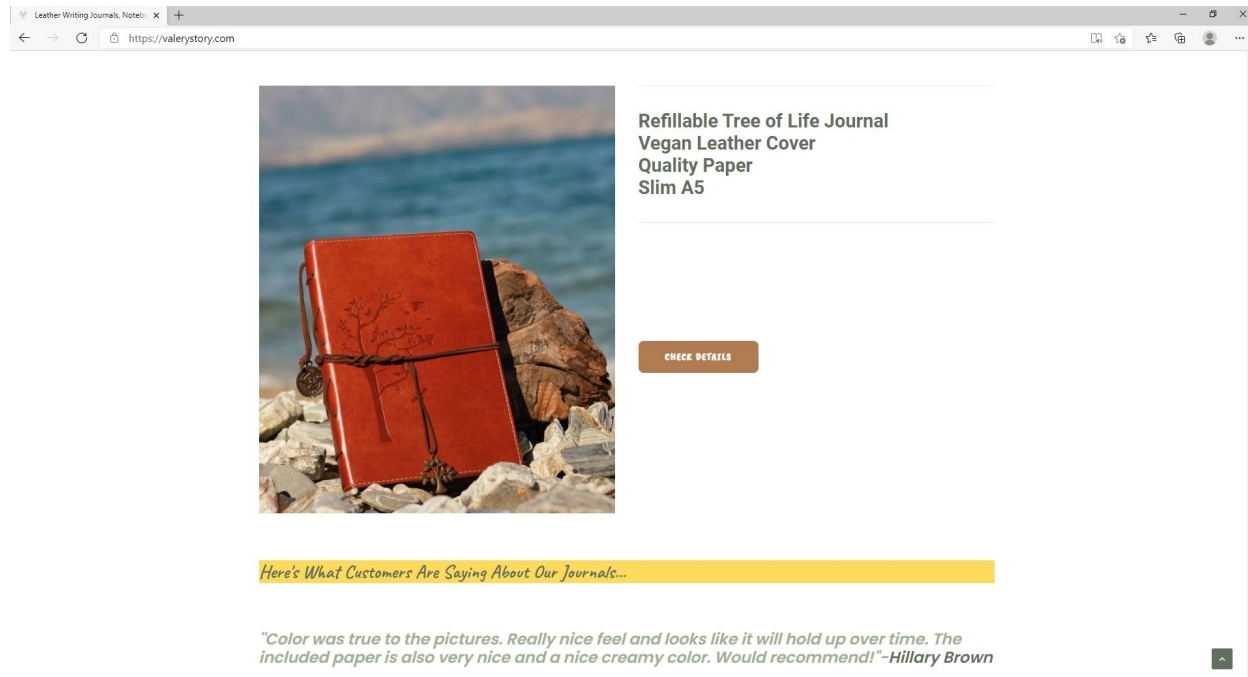 Leather Writing Journals, Noteb
https://valerystory.com
Refillable Tree of Life Journal
Vegan Leather Cover
Quality Paper
Slim A5
CHECK DETAILS
Here's What Customers Are Saying About Our Journals...
"Color was true to the pictures. Really nice feel and looks like it will hold up over time. The
included paper is also very nice and a nice creamy color. Would recommend!"-Hillary Brown